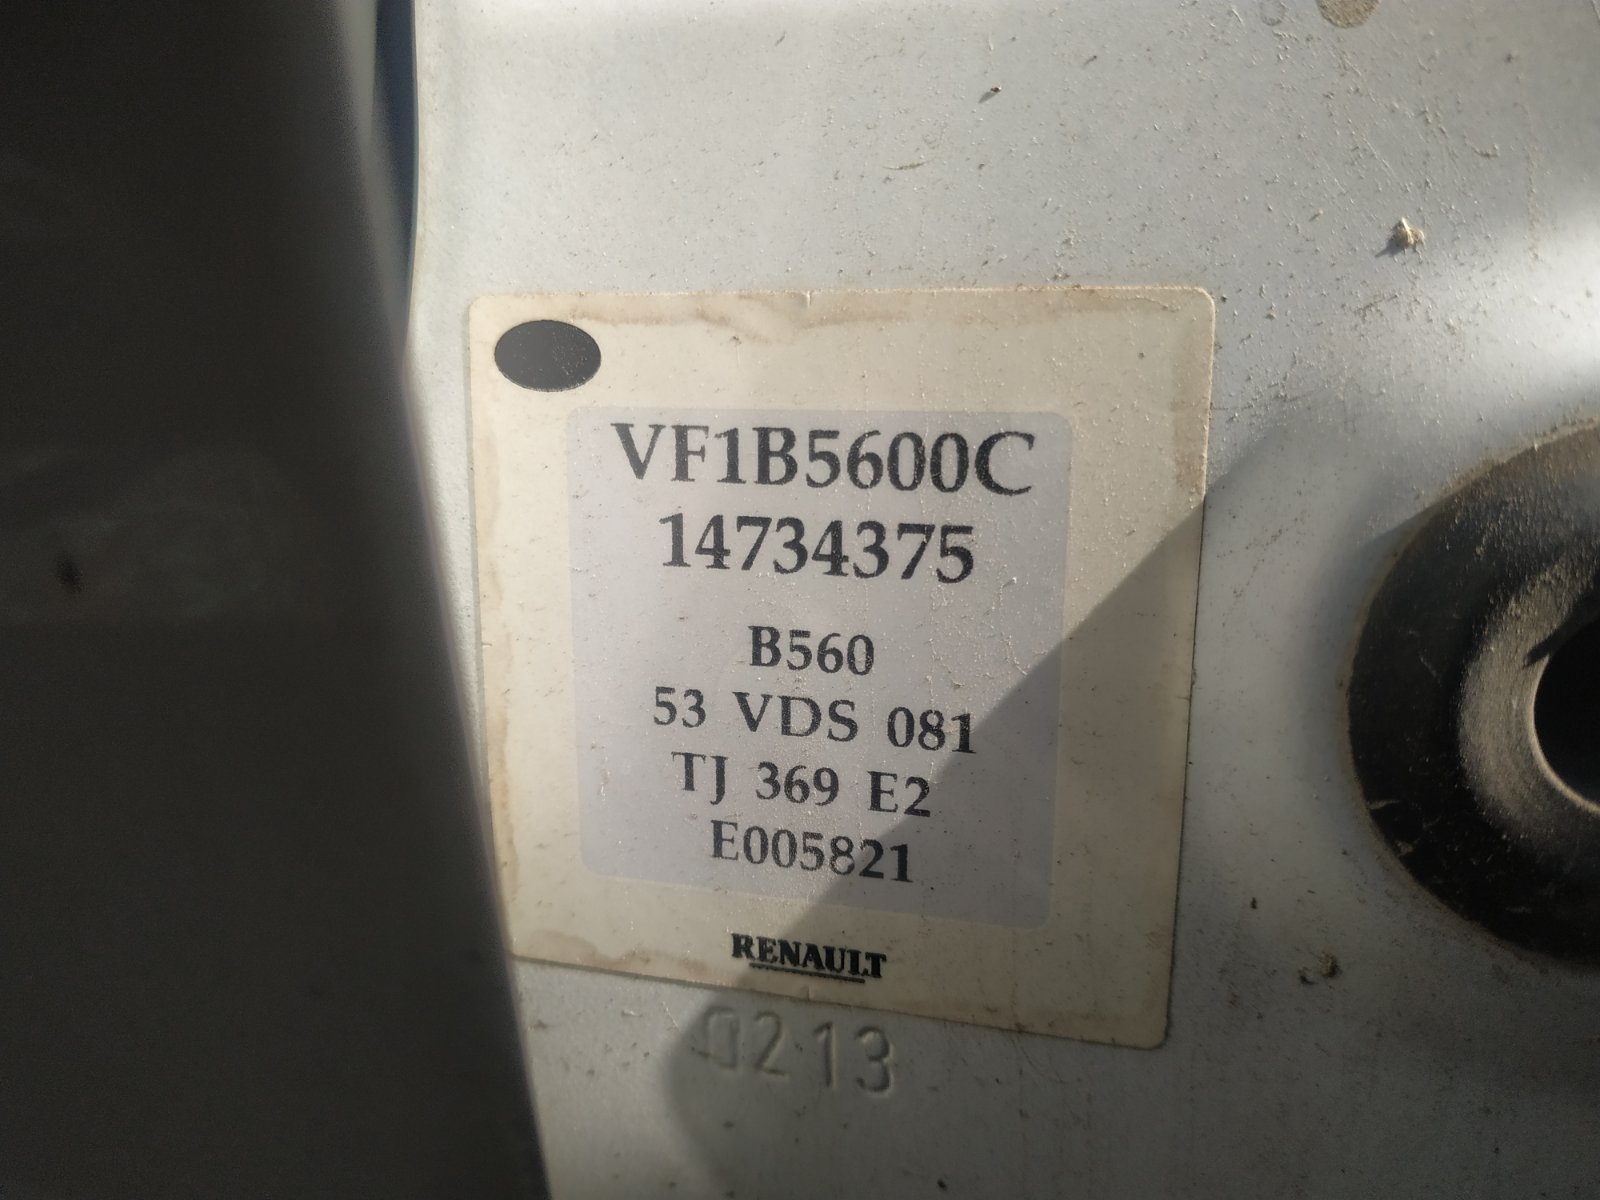 VF1B5600C
14734375
B560
53 VDS 081
TJ 369 E2
E005821
RENAULT
0213